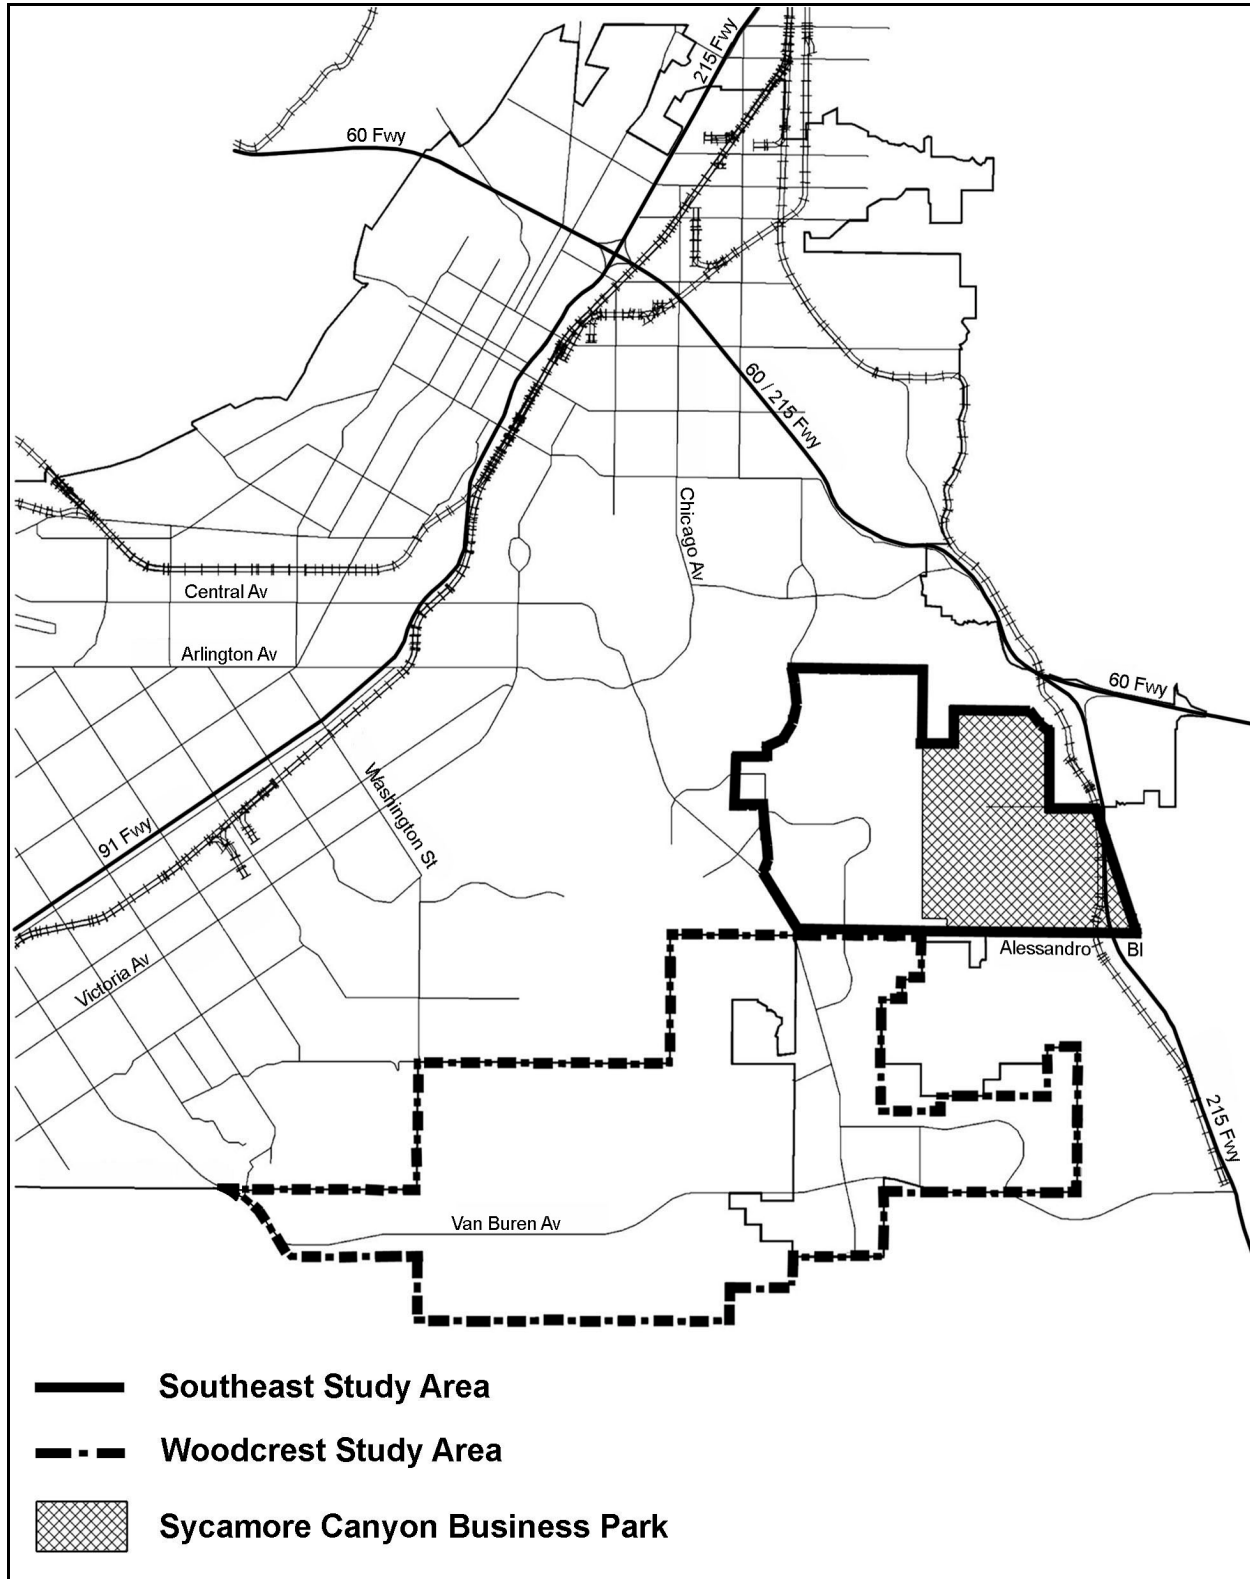 215 Fwy
60 Fwy
60 / 215 Fwy
Chicago Av
Central Av
Arlington Av
60 Fwy
Washington St
91 Fwy
Victoria Av
Alessandro Bl
215 Fwy
Van Buren Av
Southeast Study Area
Woodcrest Study Area
Sycamore Canyon Business Park